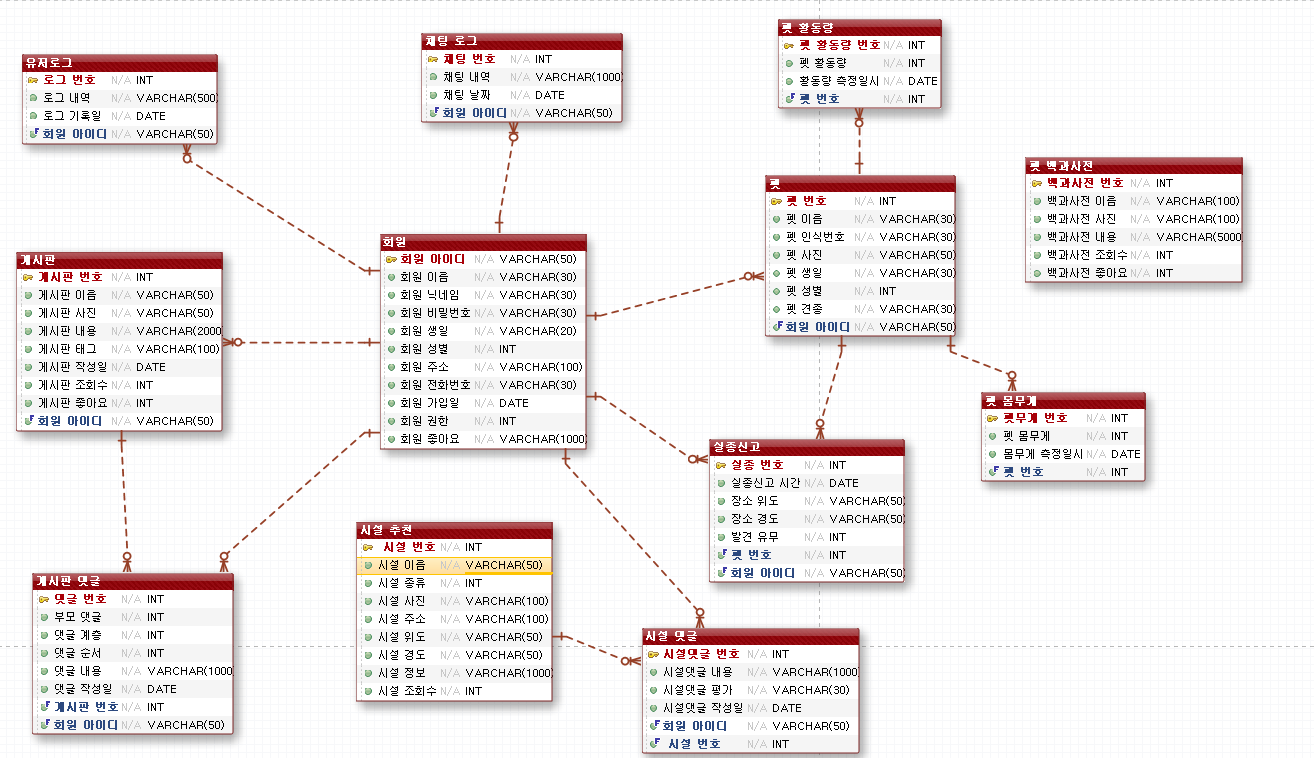 유저로그
로그 번호 N/A INT
로그 내역 N/A VARCHAR(500)
로그 기록일 N/A DATE
회원 아이디 N/A VARCHAR(50)
채팅 로그
채팅 번호 N/A INT
채팅 내역 N/A VARCHAR(1000)
채팅 날짜 N/A DATE
회원 아이디 N/A VARCHAR(50)
펫 활동량
펫 활동량 번호 N/A INT
펫 활동량 N/A INT
활동량 측정일시 N/A DATE
펫 번호 N/A INT
펫
펫 번호 N/A INT
펫 이름 N/A VARCHAR(30)
펫 인식번호 N/A VARCHAR(30)
펫 사진 N/A VARCHAR(50)
펫 생일 N/A VARCHAR(30)
펫 성별 N/A INT
펫 견종 N/A VARCHAR(30)
회원 아이디 N/A VARCHAR(50)
펫 백과사전
백과사전 번호 N/A INT
백과사전 이름 N/A VARCHAR(100)
백과사전 사진 N/A VARCHAR(100)
백과사전 내용 N/A VARCHAR(5000
백과사전 조회수 N/A INT
백과사전 좋아요 N/A INT
게시판
게시판 번호 N/A INT
게시판 이름 N/A VARCHAR(50)
게시판 사진 N/A VARCHAR(50)
게시판 내용 N/A VARCHAR(2000
게시판 태그 N/A VARCHAR(100)
게시판 작성일 N/A DATE
게시판 조회수 N/A INT
게시판 좋아요 N/A INT
회원 아이디 N/A VARCHAR(50)
회원
회원 아이디 N/A VARCHAR(50)
회원 이름 N/A VARCHAR(30)
회원 닉네임 N/A VARCHAR(30)
회원 비밀번호 N/A VARCHAR(30)
회원 생일 N/A VARCHAR(20)
회원 성별 N/A INT
회원 주소 N/A VARCHAR(100)
회원 전화번호 N/A VARCHAR(30)
회원 가입일 N/A DATE
회원 권한 N/A INT
회원 좋아요 N/A VARCHAR(1000)
펫 몸무게
펫무게 번호 N/A INT
펫 몸무게 N/A INT
몸무게 측정일시 N/A DATE
펫 번호 N/A INT
실종신고
실종 번호 N/A INT
실종신고 시간 N/A DATE
장소 위도 N/A VARCHAR(50)
장소 경도 N/A VARCHAR(50)
발견 유무 N/A INT
펫 번호 N/A INT
회원 아이디 N/A VARCHAR(50)
시설 추천
시설 번호 N/A INT
시설 이름 N/A VARCHAR(50)
시설 종류 N/A INT
시설 사진 N/A VARCHAR(100)
시설 주소 N/A VARCHAR(100)
시설 위도 N/A VARCHAR(50)
시설 경도 N/A VARCHAR(50)
시설 정보 N/A VARCHAR(1000)
시설 조회수 N/A INT
게시판 댓글
댓글 번호 N/A INT
부모 댓글 N/A INT
댓글 계층 N/A INT
댓글 순서 N/A INT
댓글 내용 N/A VARCHAR(1000
댓글 작성일 N/A DATE
게시판 번호 N/A INT
회원 아이디 N/A VARCHAR(50)
시설 댓글
시설댓글 번호 N/A INT
시설댓글 내용 N/A VARCHAR(1000)
시설댓글 평가 N/A VARCHAR(30)
시설댓글 작성일 N/A DATE
회원 아이디 N/A VARCHAR(50)
시설 번호 N/A INT